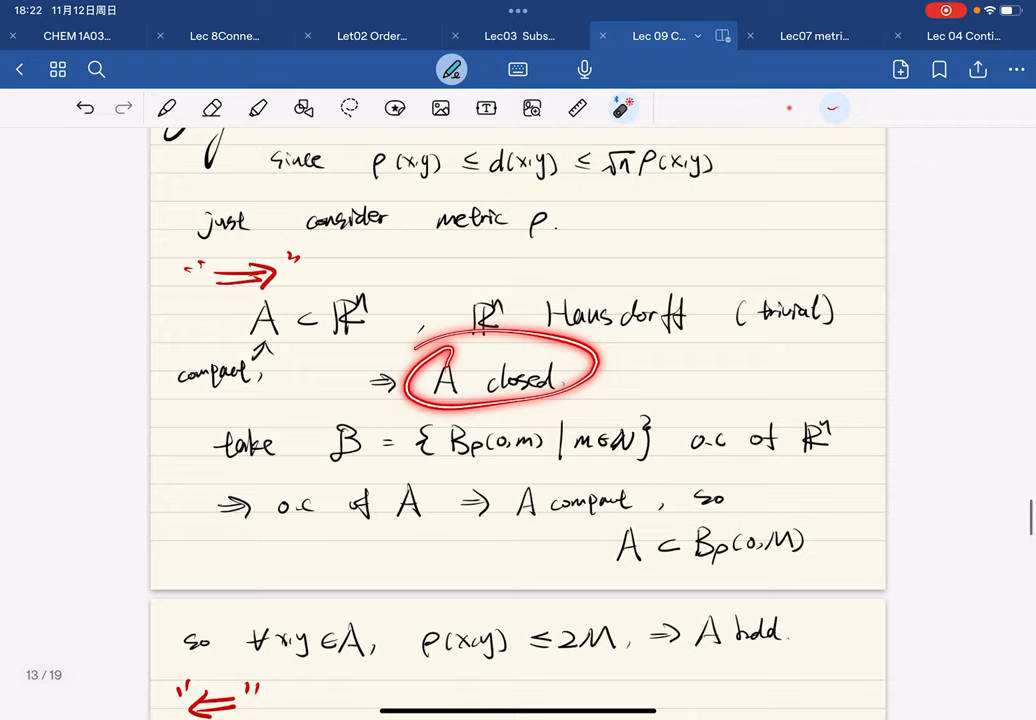 18:22 11月12日周日
CHEM 1A03... Lec 8Conne... Let02 Order... Lec03 Subs... Lec 09 C... Lec07 metri... Lec 04 Conti...
since ρ(x,y) ≤ d(x,y) ≤ √n ρ(x,y)
just consider metric ρ.
"⟹"
A ⊂ ℝⁿ , ℝⁿ Hausdorff (trivial)
compact, ⇒ A closed.
take ℬ = { Bρ(0,m) | m∈N } o.c of ℝⁿ
⇒ o.c of A ⇒ A compact, so
A ⊂ Bρ(0,M)
13 / 19
so ∀x,y ∈ A, ρ(x,y) ≤ 2M, ⇒ A bdd.
"⟸"